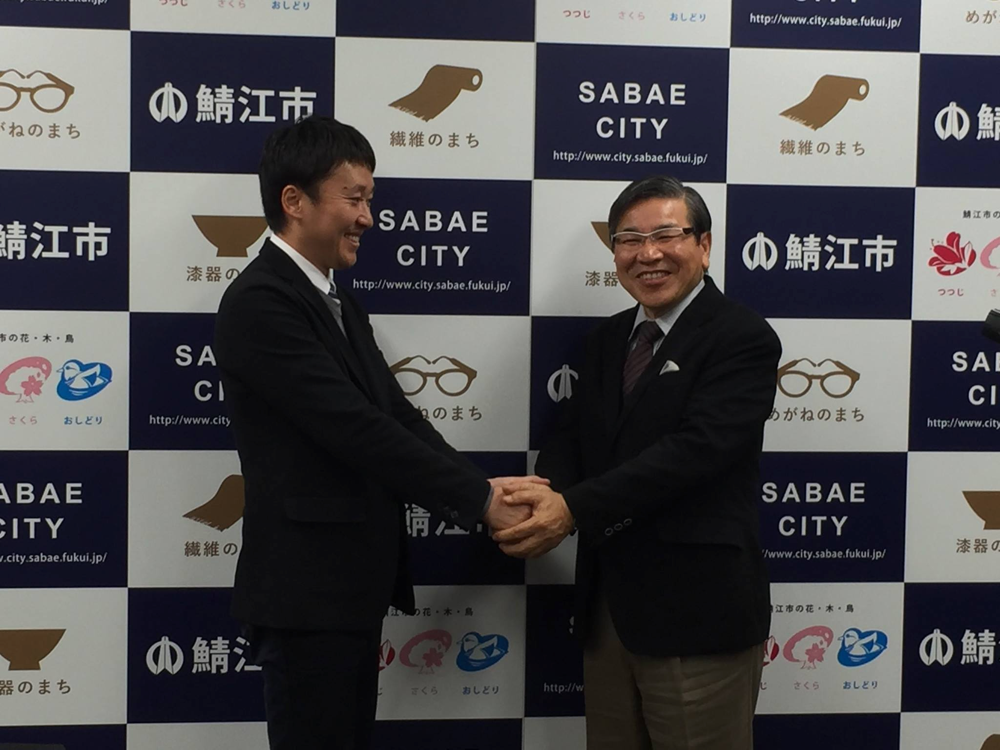 つつじ さくら おしどり
つつじ さくら おしどり
http://www.city.sabae.fukui.jp/
がねのまち
鯖江市
繊維のまち
SABAE
CITY
http://www.city.sabae.fukui.jp/
繊維のまち
鯖江市
漆器の
SABAE
CITY
http://www.city.sabae.fukui.jp/
漆器
鯖江市
鯖江市の
つつじ
市の花・木・鳥
さくら おしどり
SA
CI
http://www.city
ねのまち
めがねのまち
SAB
CI
http://www.city
ABAE
CITY
.city.sabae.fukui.jp/
繊維の
鯖江
SABAE
CITY
//www.city.sabae.fukui.jp/
漆器の
器のまち
鯖江
江市の花・木・鳥
じ さくら おしどり
http://w
江市の花・木・鳥
じ さくら おしどり
鯖